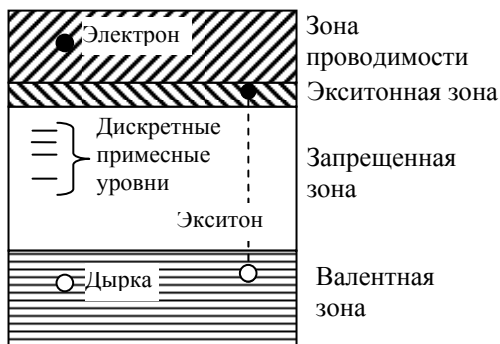 Электрон
Зона
проводимости
Экситонная зона
Дискретные
примесные
уровни
Запрещенная
зона
Экситон
Дырка
Валентная
зона